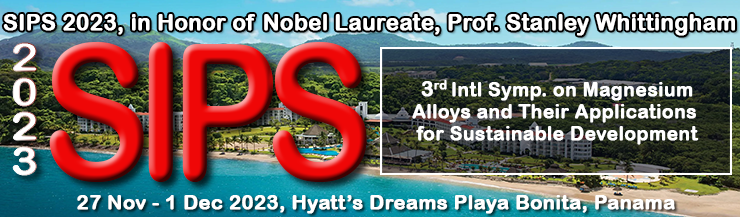 SIPS 2023, in Honor of Nobel Laureate, Prof. Stanley Whittingham
2023
SIPS
3rd Intl Symp. on Magnesium
Alloys and Their Applications
for Sustainable Development
27 Nov - 1 Dec 2023, Hyatt's Dreams Playa Bonita, Panama